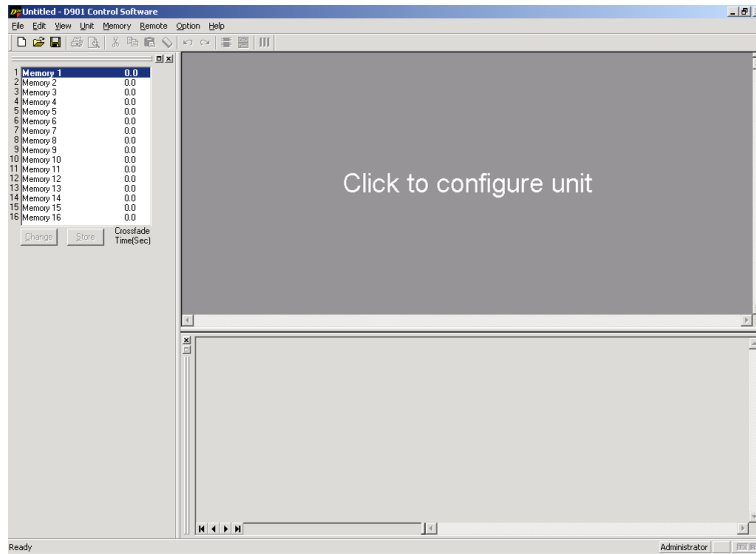 Untitled - D901 Control Software
File Edit View Unit Memory Remote Option Help
1 Memory 1 0.0
2 Memory 2 0.0
3 Memory 3 0.0
4 Memory 4 0.0
5 Memory 5 0.0
6 Memory 6 0.0
7 Memory 7 0.0
8 Memory 8 0.0
9 Memory 9 0.0
10 Memory 10 0.0
11 Memory 11 0.0
12 Memory 12 0.0
13 Memory 13 0.0
14 Memory 14 0.0
15 Memory 15 0.0
16 Memory 16 0.0
Change Store Crossfade
Time(Sec)
Click to configure unit
Ready Administrator